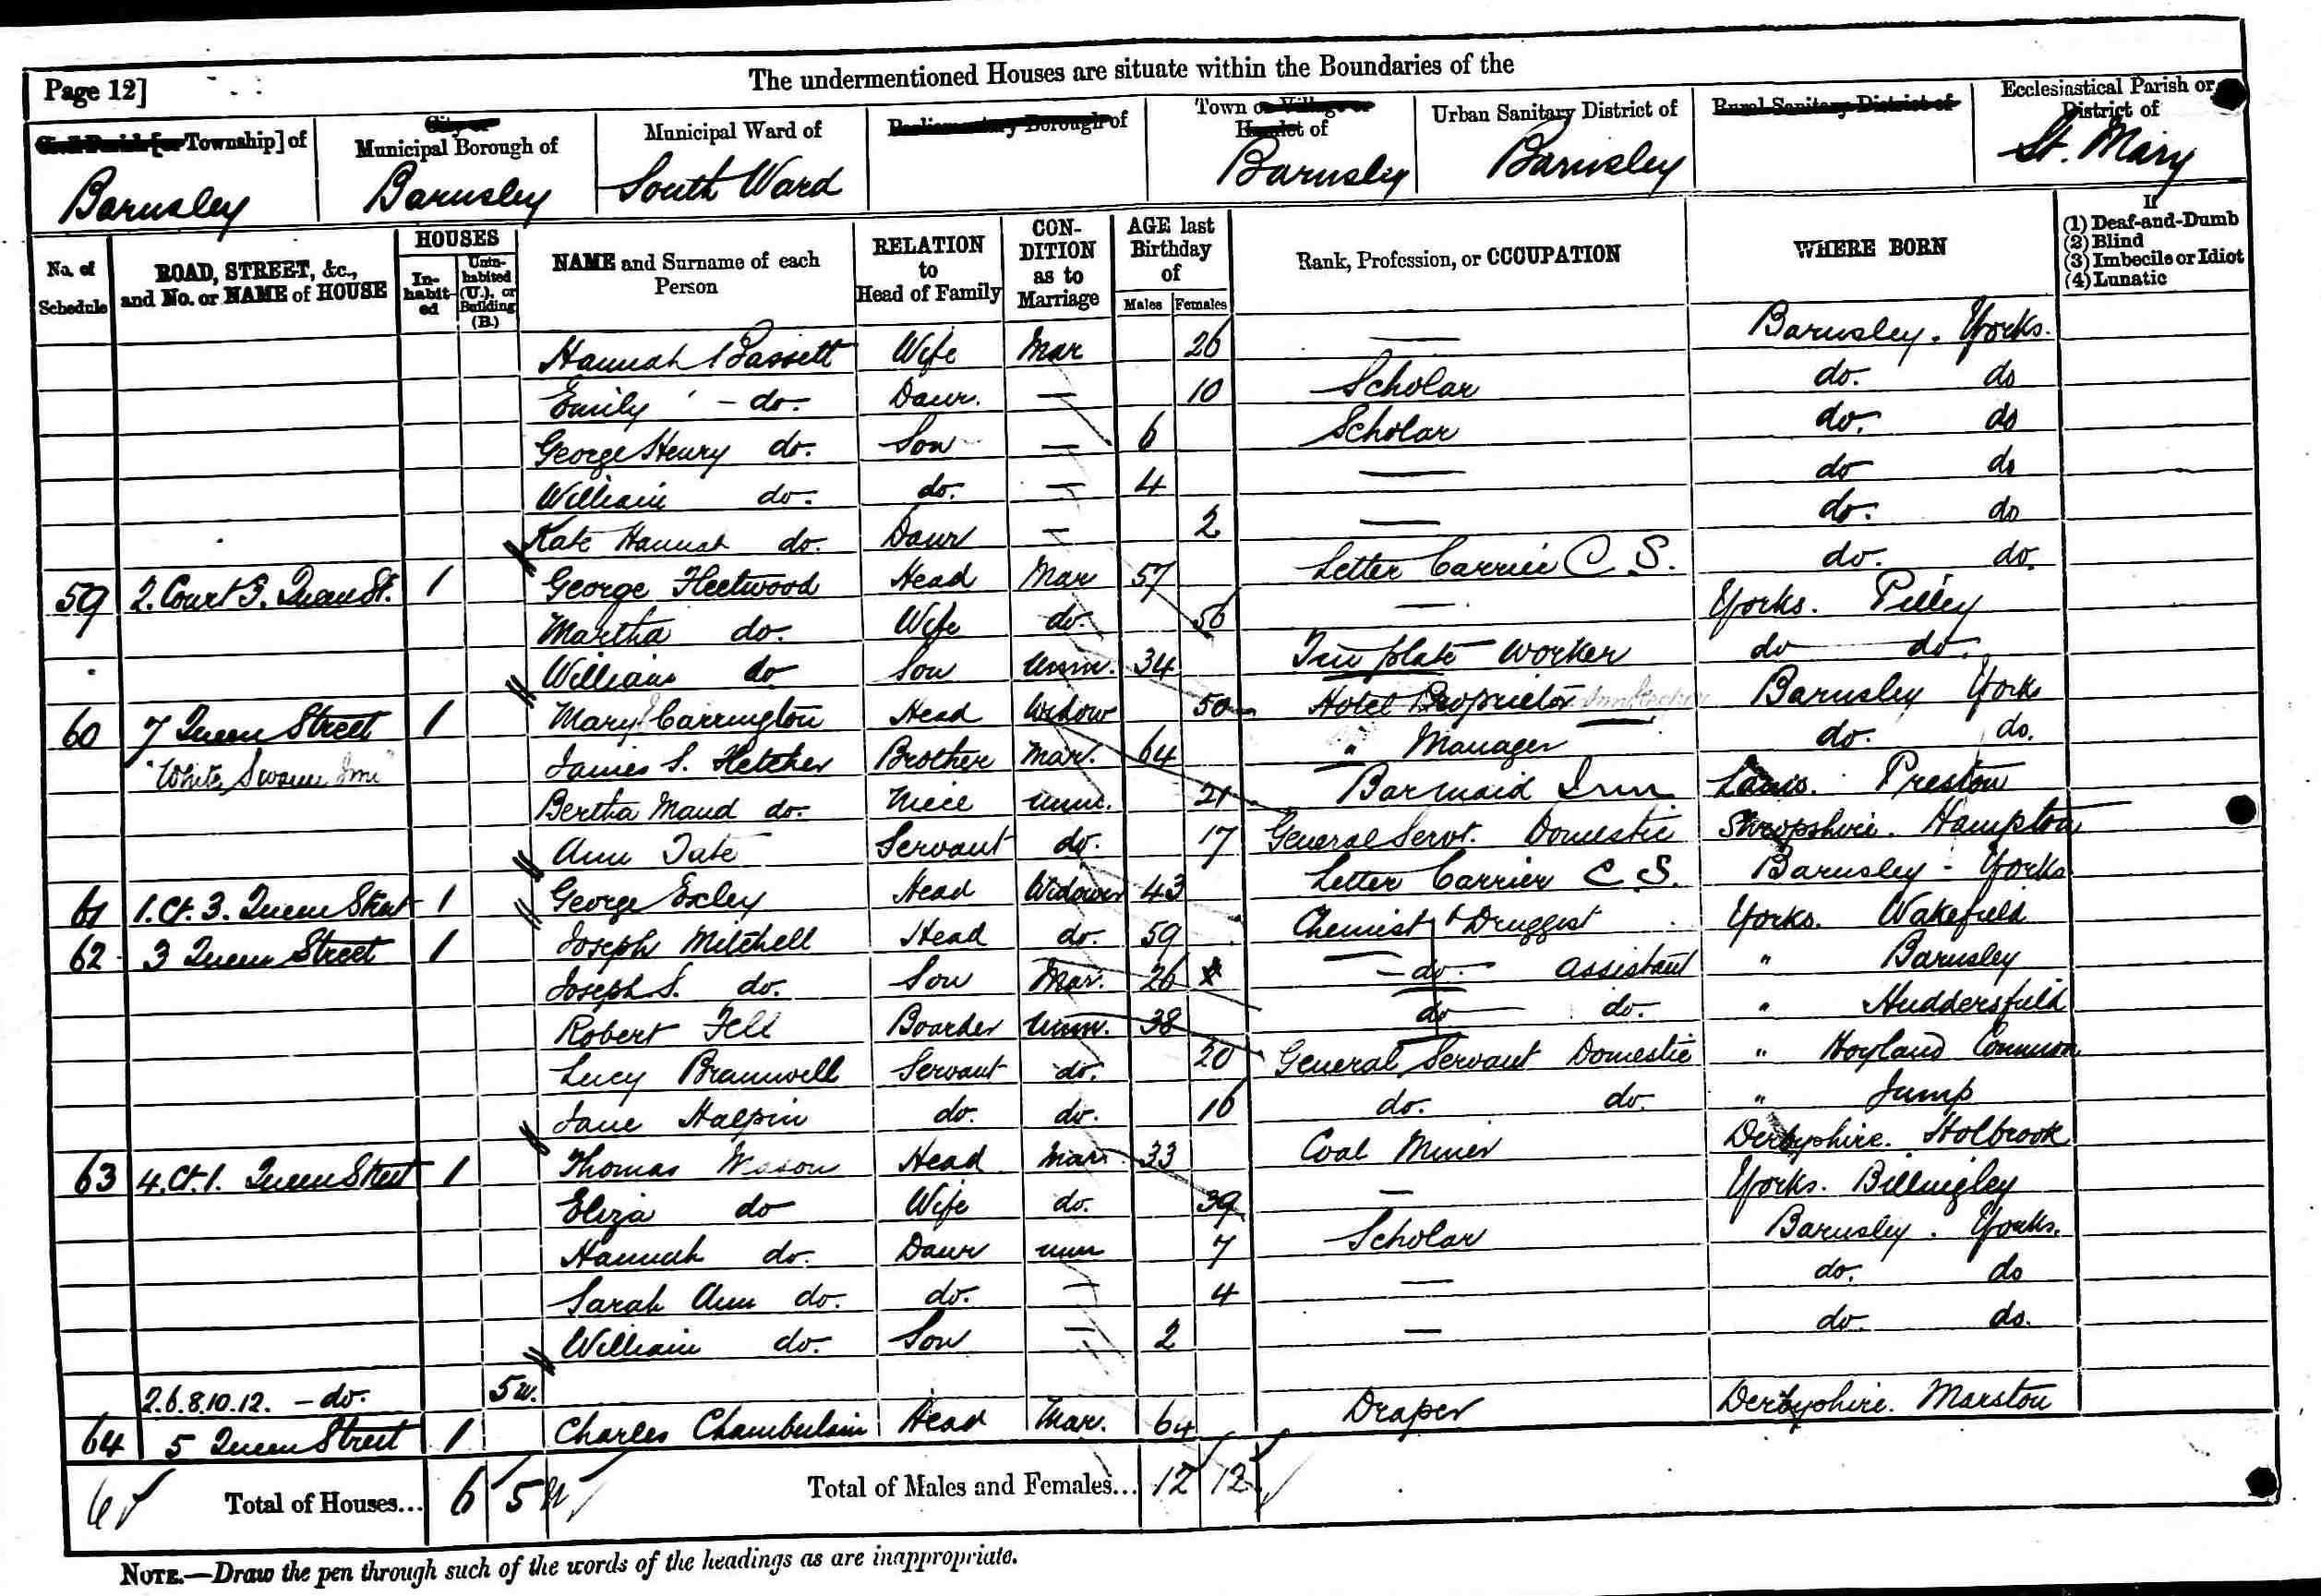 Page 12]
The undermentioned Houses are situate within the Boundaries of the
Civil Parish [or Township] of
City or Municipal Borough of
Municipal Ward of
Parliamentary Borough of
Town or Village or Hamlet of
Urban Sanitary District of
Rural Sanitary District of
Ecclesiastical Parish or District of
Barnsley Barnsley South Ward Barnsley Barnsley St. Mary
No. of Schedule
ROAD, STREET, &c., and No. or NAME of HOUSE
HOUSES
In-habit-ed
Unin-habited (U.), or Building (B.)
NAME and Surname of each Person
RELATION to Head of Family
CON-DITION as to Marriage
AGE last Birthday of
Males Females
Rank, Profession, or OCCUPATION
WHERE BORN
If
(1) Deaf-and-Dumb
(2) Blind
(3) Imbecile or Idiot
(4) Lunatic
Hannah Bassett Wife Mar 26 — Barnsley. Yorks.
Emily - do. Daur. — 10 Scholar do. do
George Henry do. Son — 6 Scholar do. do
William do. do. — 4 — do do
Kate Hannah do. Daur — 2 — do. do
59 2. Court 3. Queen St. 1 George Fleetwood Head Mar 57 Letter Carrier C. S. do. do.
Martha do. Wife do. 56 — Yorks. Pilley
William do Son Unm. 34 Tin plate worker do do.
60 7 Queen Street 1 Mary Carrington Head Widow 50 Hotel Proprietor Barnsley York
"White Swan Inn" James S. Fletcher Brother Mar. 64 " Manager do. do.
Bertha Maud do. Niece Unm. 21 Barmaid Inn Lancs. Preston
Ann Tate Servant do. 17 General Servt. Domestic Shropshire. Hampton
61 1. Ct. 3. Queen Street 1 George Exley Head Widower 43 Letter Carrier C. S. Barnsley - Yorks
62 3 Queen Street 1 Joseph Mitchell Head do. 59 Chemist & Druggist Yorks. Wakefield
Joseph S. do. Son Mar. 26 - do. - assistant " Barnsley
Robert Fell Boarder Unm. 38 do do. " Huddersfield
Lucy Bramwell Servant do. 20 General Servant Domestic " Hoyland Common
Jane Halpin do. do. 16 do. do. " Jump
63 4. Ct. 1. Queen Street 1 Thomas Head Mar. 33 Coal Miner Derbyshire. Holbrook
Eliza do Wife do. 39 — Yorks. Billingley
Hannah do. Daur unm 7 Scholar Barnsley. Yorks.
Sarah Ann do. do. — 4 — do. do
William do. Son — 2 — do. do.
2. 6. 8. 10. 12. - do. 5 u.
64 5 Queen Street 1 Charles Chamberlain Head Mar. 64 Draper Derbyshire. Marston
6 Total of Houses... 6 5 u Total of Males and Females... 12 12
NOTE.—Draw the pen through such of the words of the headings as are inappropriate.